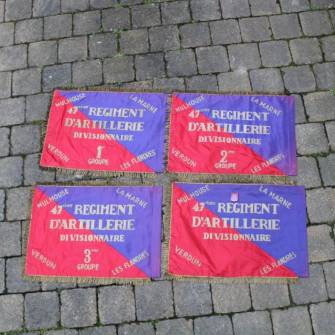 MULHOUSE LA MARNE
47ème REGIMENT
D'ARTILLERIE
DIVISIONNAIRE
1er
GROUPE
VERDUN LES FLANDRES
MULHOUSE LA MARNE
47ème REGIMENT
D'ARTILLERIE
DIVISIONNAIRE
2ème
GROUPE
VERDUN LES FLANDRES
MULHOUSE LA MARNE
47ème REGIMENT
D'ARTILLERIE
DIVISIONNAIRE
3ème
GROUPE
VERDUN LES FLANDRES
MULHOUSE LA MARNE
47ème REGIMENT
D'ARTILLERIE
DIVISIONNAIRE
VERDUN LES FLANDRES